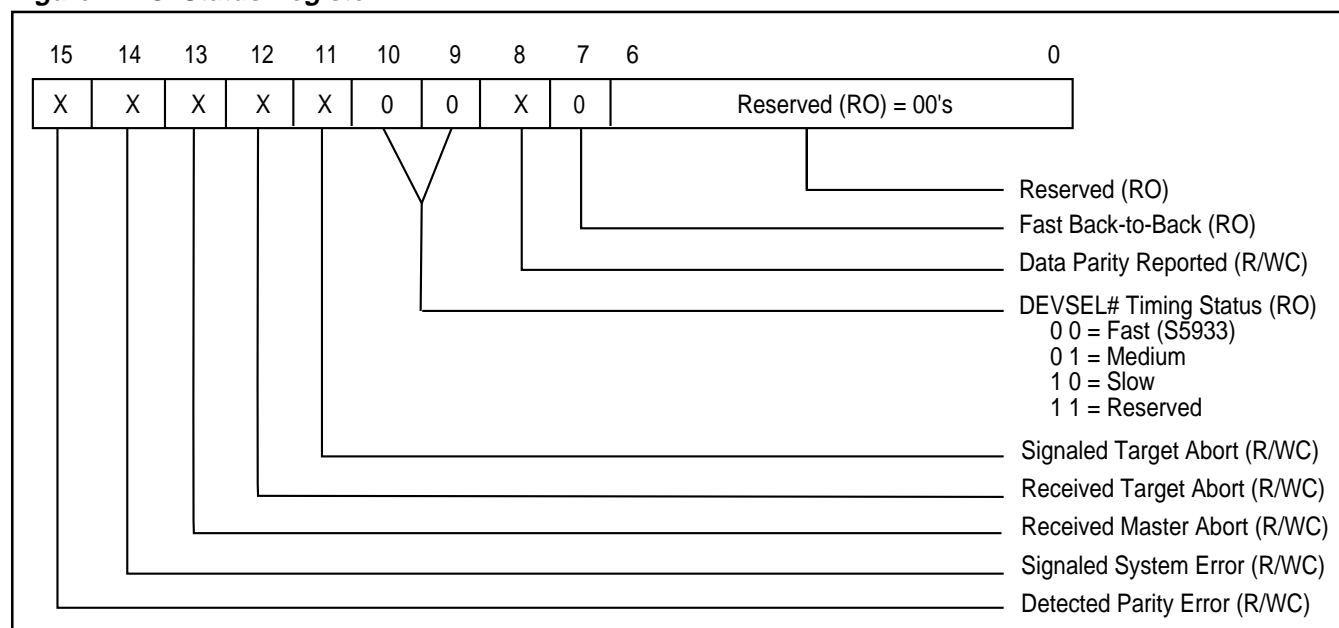 15 14 13 12 11 10 9 8 7 6 0
X X X X X 0 0 X 0 Reserved (RO) = 00's
Reserved (RO)
Fast Back-to-Back (RO)
Data Parity Reported (R/WC)
DEVSEL# Timing Status (RO)
0 0 = Fast (S5933)
0 1 = Medium
1 0 = Slow
1 1 = Reserved
Signaled Target Abort (R/WC)
Received Target Abort (R/WC)
Received Master Abort (R/WC)
Signaled System Error (R/WC)
Detected Parity Error (R/WC)